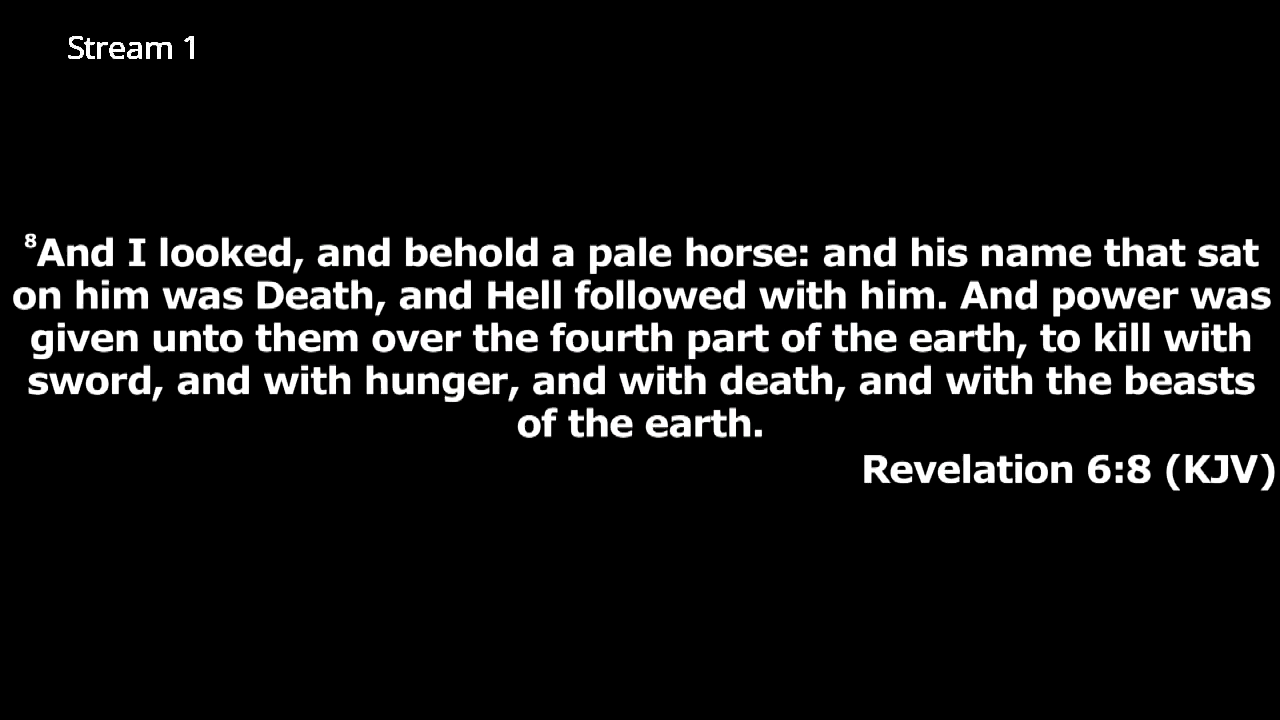 Stream 1
⁸And I looked, and behold a pale horse: and his name that sat
on him was Death, and Hell followed with him. And power was
given unto them over the fourth part of the earth, to kill with
sword, and with hunger, and with death, and with the beasts
of the earth.
Revelation 6:8 (KJV)